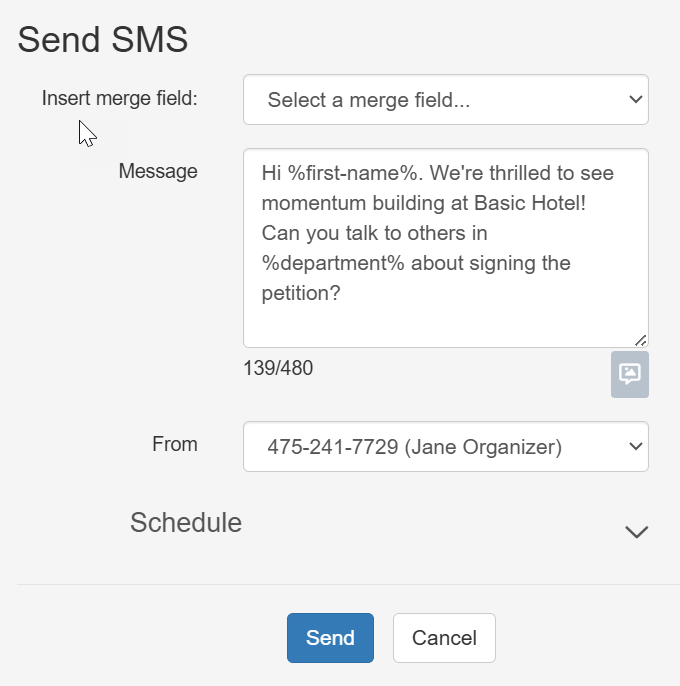 Send SMS
Insert merge field:
Select a merge field...
Message
Hi %first-name%. We're thrilled to see
momentum building at Basic Hotel!
Can you talk to others in
%department% about signing the
petition?
139/480
From
475-241-7729 (Jane Organizer)
Schedule
Send
Cancel